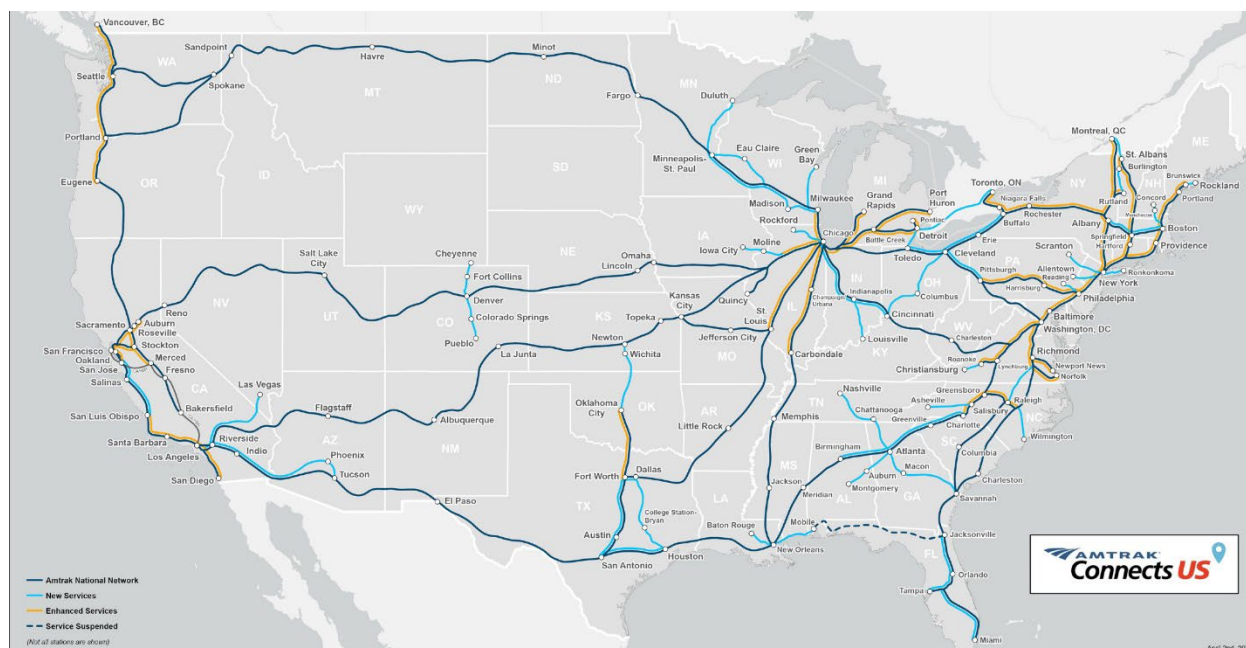 Vancouver, BC
Seattle
WA
Sandpoint
Spokane
Havre
MT
Minot
ND
Fargo
MN
Duluth
Portland
Eugene
OR
ID
WY
SD
Minneapolis-
St. Paul
Eau Claire
Green
Bay
WI
Milwaukee
Madison
Rockford
Chicago
MI
Grand
Rapids
Port
Huron
Pontiac
Battle Creek
Detroit
Toledo
Toronto, ON
Niagara Falls
Rochester
Buffalo
Erie
Cleveland
Montreal, QC
St. Albans
Burlington
NY
NH
ME
Brunswick
Rockland
Concord
Portland
Rutland
Albany
Springfield
Hartford
Boston
Providence
Scranton
PA
Pittsburgh
Allentown
Reading
Harrisburg
Ronkonkoma
New York
Philadelphia
Baltimore
Washington, DC
Salt Lake
City
NV
UT
Reno
Sacramento
Auburn
Roseville
Stockton
San Francisco
Oakland
San Jose
Salinas
Merced
Fresno
CA
Bakersfield
San Luis Obispo
Santa Barbara
Los Angeles
San Diego
Las Vegas
Riverside
Indio
Flagstaff
AZ
Phoenix
Tucson
Cheyenne
Fort Collins
Denver
CO
Colorado Springs
Pueblo
La Junta
Albuquerque
NM
El Paso
NE
Omaha
Lincoln
IA
Iowa City
Moline
Kansas
City
Topeka
KS
Newton
Wichita
Quincy
St.
Louis
Jefferson City
MO
IL
Champaign-
Urbana
Carbondale
IN
Indianapolis
OH
Columbus
Cincinnati
Louisville
KY
WV
Charleston
Roanoke
Christiansburg
Lynchburg
Richmond
Newport News
Norfolk
Oklahoma
City
OK
AR
Little Rock
Memphis
TN
Nashville
Chattanooga
Asheville
Greenville
Greensboro
Salisbury
Raleigh
NC
Charlotte
Wilmington
SC
Columbia
Charleston
Fort Worth
Dallas
TX
Austin
San Antonio
College Station-
Bryan
Houston
LA
Baton Rouge
New Orleans
MS
Jackson
Meridian
Mobile
Birmingham
AL
Auburn
Montgomery
Atlanta
Macon
GA
Savannah
Jacksonville
FL
Orlando
Tampa
Miami
Amtrak National Network
New Services
Enhanced Services
Service Suspended
(Not all stations are shown)
AMTRAK
Connects US